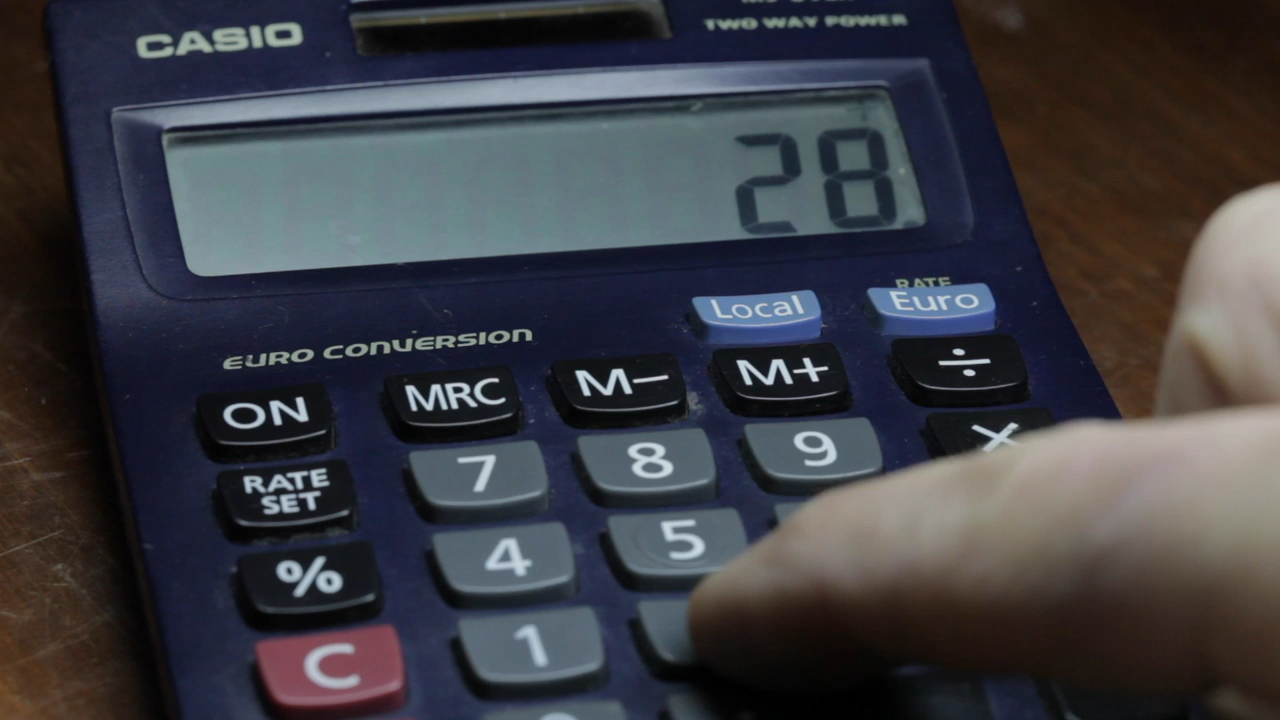 CASIO
TWO WAY POWER
28.
RATE
Local Euro
EURO CONVERSION
ON MRC M– M+ ÷
RATE SET 7 8 9 ×
% 4 5
C 1